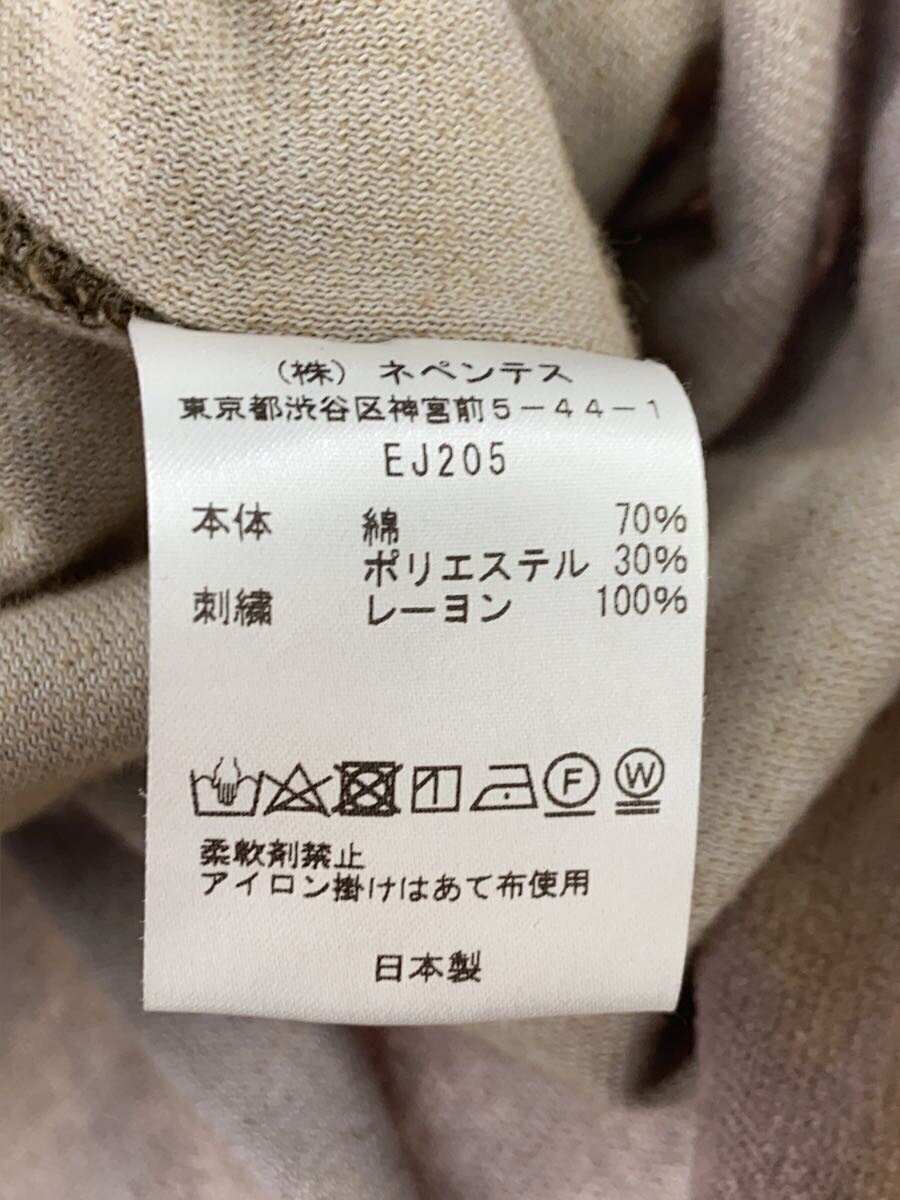 （株）ネペンテス
東京都渋谷区神宮前５－４４－１
EJ205
本体 綿 70%
ポリエステル 30%
刺繍 レーヨン 100%
F W
柔軟剤禁止
アイロン掛けはあて布使用
日本製